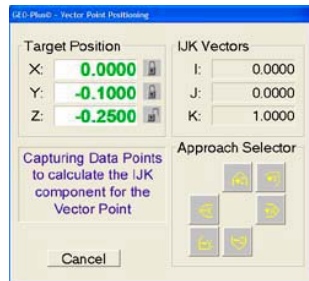 GEO-Plus© - Vector Point Positioning
Target Position
X: 0.0000
Y: -0.1000
Z: -0.2500
IJK Vectors
I: 0.0000
J: 0.0000
K: 1.0000
Capturing Data Points
to calculate the IJK
component for the
Vector Point
Approach Selector
Cancel